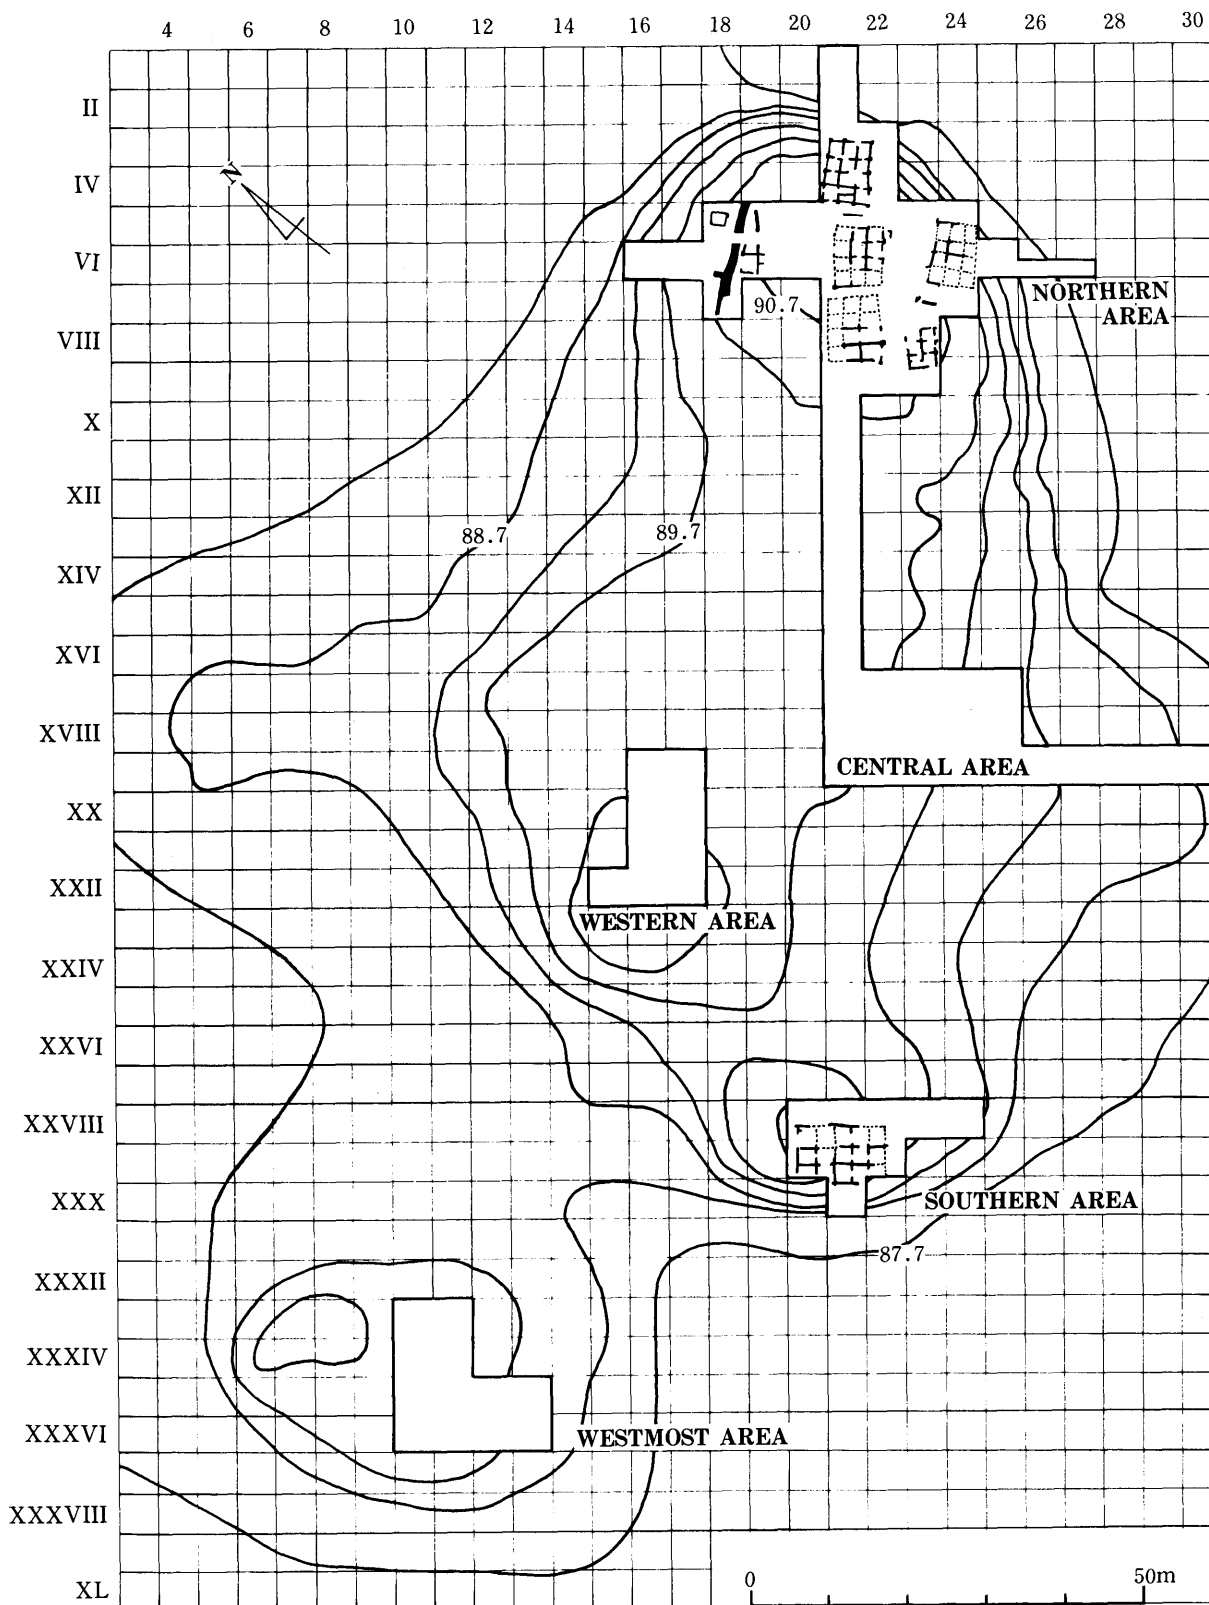 4 6 8 10 12 14 16 18 20 22 24 26 28 30
II
N
IV
VI
NORTHERN
AREA
90.7
VIII
X
XII
88.7
89.7
XIV
XVI
XVIII
CENTRAL AREA
XX
XXII
WESTERN AREA
XXIV
XXVI
XXVIII
XXX
SOUTHERN AREA
87.7
XXXII
XXXIV
XXXVI
WESTMOST AREA
XXXVIII
XL
0
50m